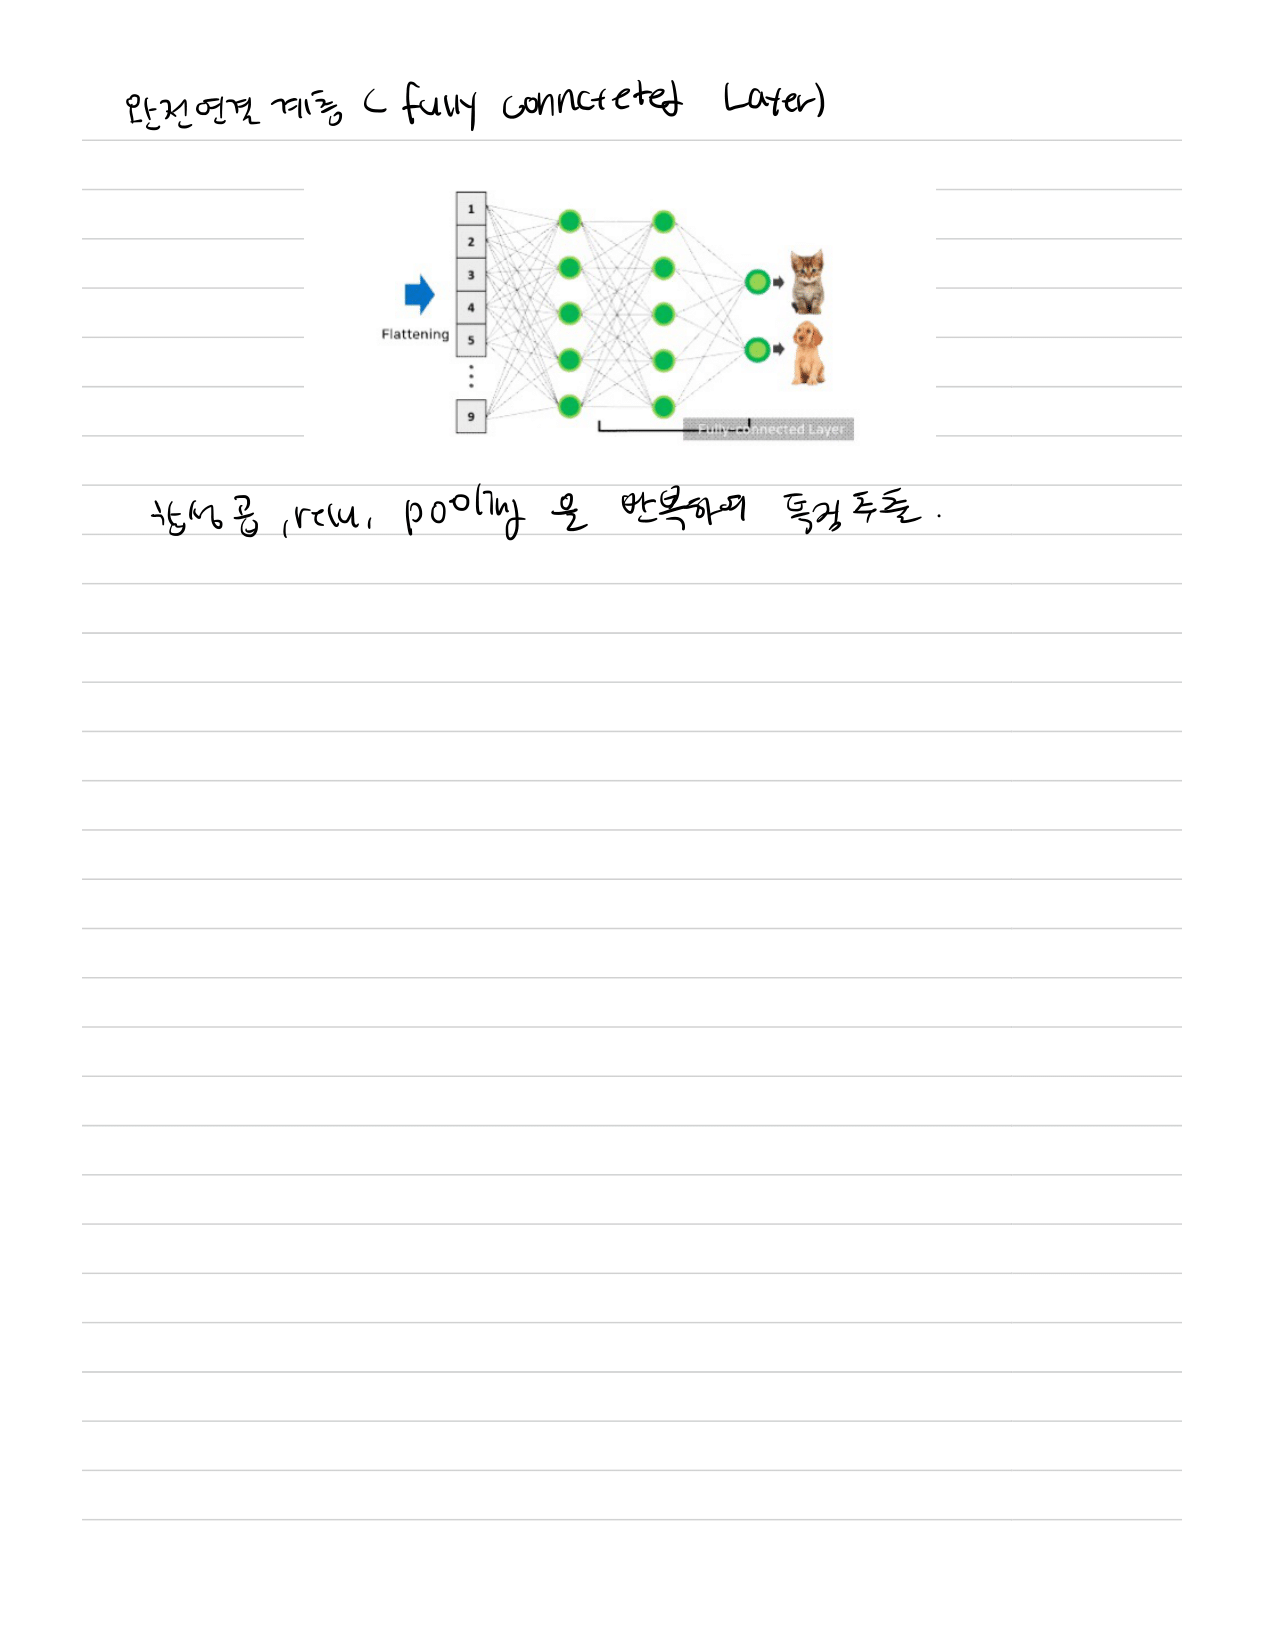 완전연결 계층 ( fully conncteted Layer)
1
2
3
4
Flattening
5
9
Fully-connected Layer
합성곱, relu, pooling 을 반복하며 특징 추출.